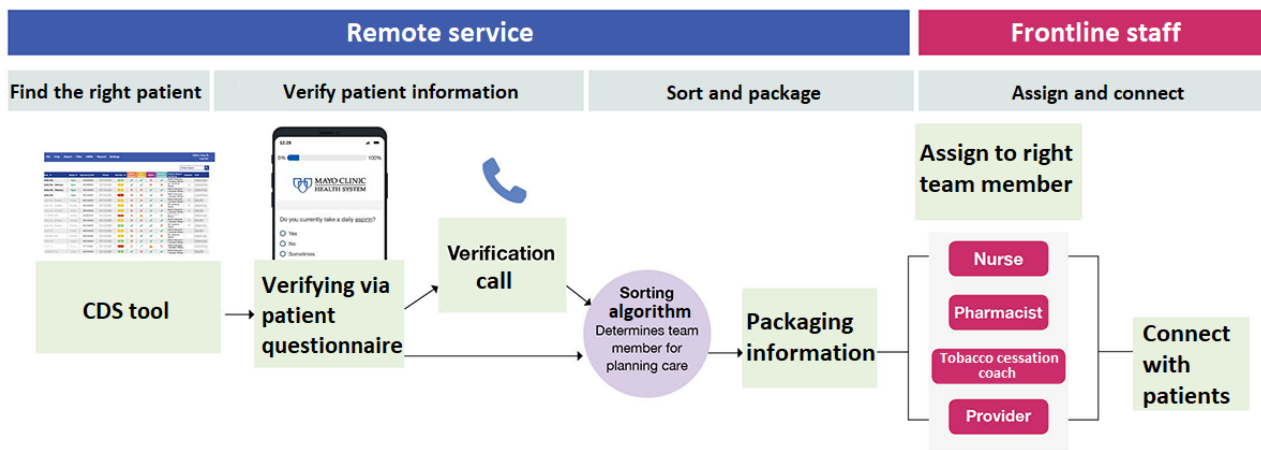 Remote service
Frontline staff
Find the right patient
Verify patient information
Sort and package
Assign and connect
0%
100%
MAYO CLINIC
HEALTH SYSTEM
Do you currently take a daily aspirin?
Yes
No
Sometimes
CDS tool
Verifying via
patient
questionnaire
Verification
call
Sorting
algorithm
Determines team
member for
planning care
Packaging
information
Assign to right
team member
Nurse
Pharmacist
Tobacco cessation
coach
Provider
Connect
with
patients